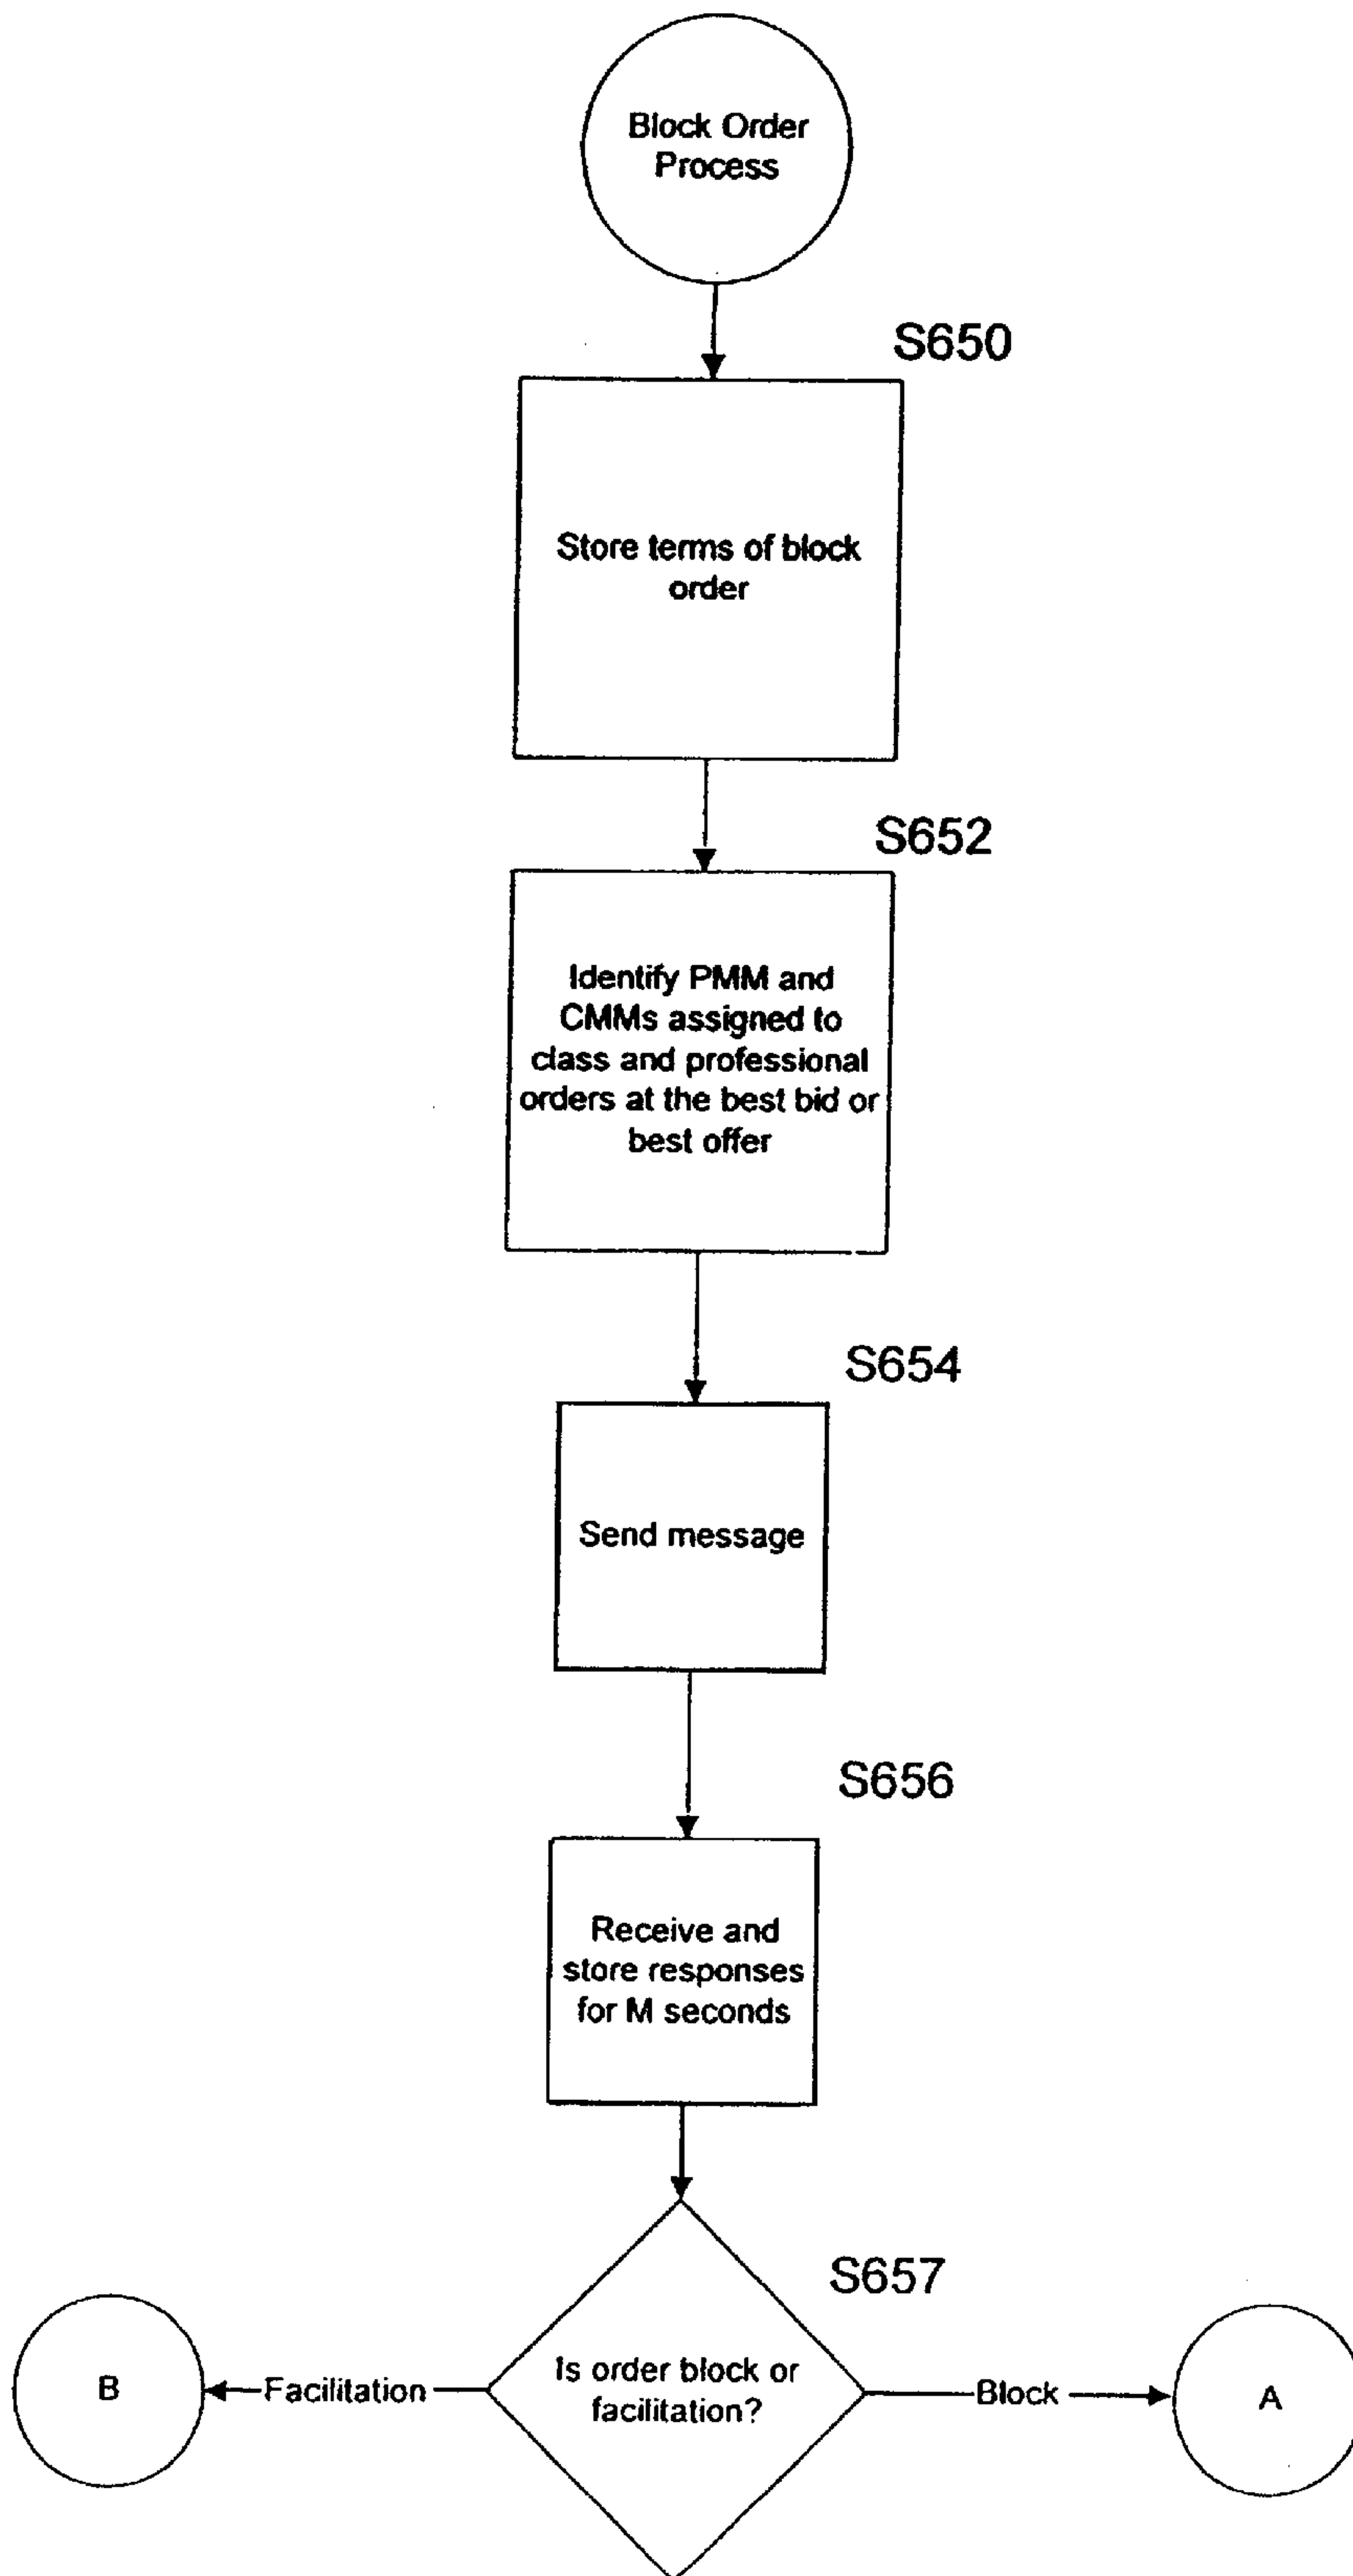 Block Order
Process
S650
Store terms of block
order
S652
Identify PMM and
CMMs assigned to
class and professional
orders at the best bid or
best offer
S654
Send message
S656
Receive and
store responses
for M seconds
S657
Is order block or
facilitation?
B
Facilitation
Block
A